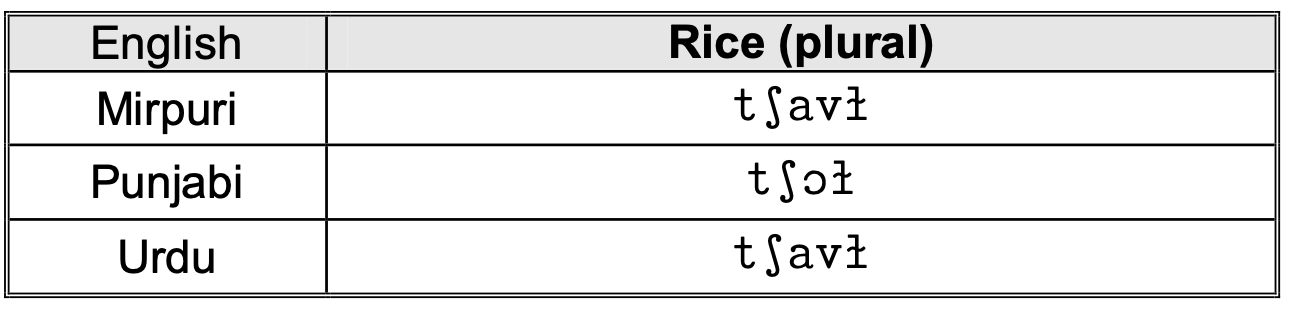 English Rice (plural)
Mirpuri tʃavɫ
Punjabi tʃɔɫ
Urdu tʃavɫ